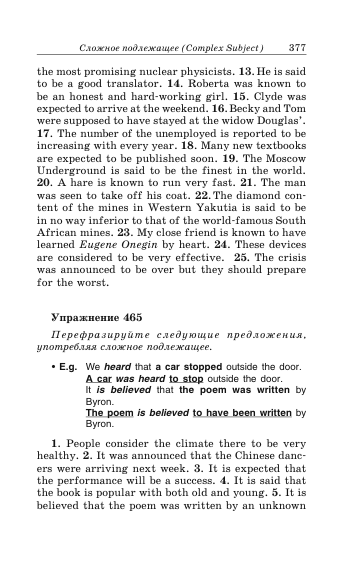 Сложное подлежащее (Complex Subject) 377
the most promising nuclear physicists. 13. He is said
to be a good translator. 14. Roberta was known to
be an honest and hard-working girl. 15. Clyde was
expected to arrive at the weekend. 16. Becky and Tom
were supposed to have stayed at the widow Douglas'.
17. The number of the unemployed is reported to be
increasing with every year. 18. Many new textbooks
are expected to be published soon. 19. The Moscow
Underground is said to be the finest in the world.
20. A hare is known to run very fast. 21. The man
was seen to take off his coat. 22. The diamond con-
tent of the mines in Western Yakutia is said to be
in no way inferior to that of the world-famous South
African mines. 23. My close friend is known to have
learned Eugene Onegin by heart. 24. These devices
are considered to be very effective. 25. The crisis
was announced to be over but they should prepare
for the worst.
Упражнение 465
Перефразируйте следующие предложения,
употребляя сложное подлежащее.
• E.g. We heard that a car stopped outside the door.
A car was heard to stop outside the door.
It is believed that the poem was written by
Byron.
The poem is believed to have been written by
Byron.
1. People consider the climate there to be very
healthy. 2. It was announced that the Chinese danc-
ers were arriving next week. 3. It is expected that
the performance will be a success. 4. It is said that
the book is popular with both old and young. 5. It is
believed that the poem was written by an unknown